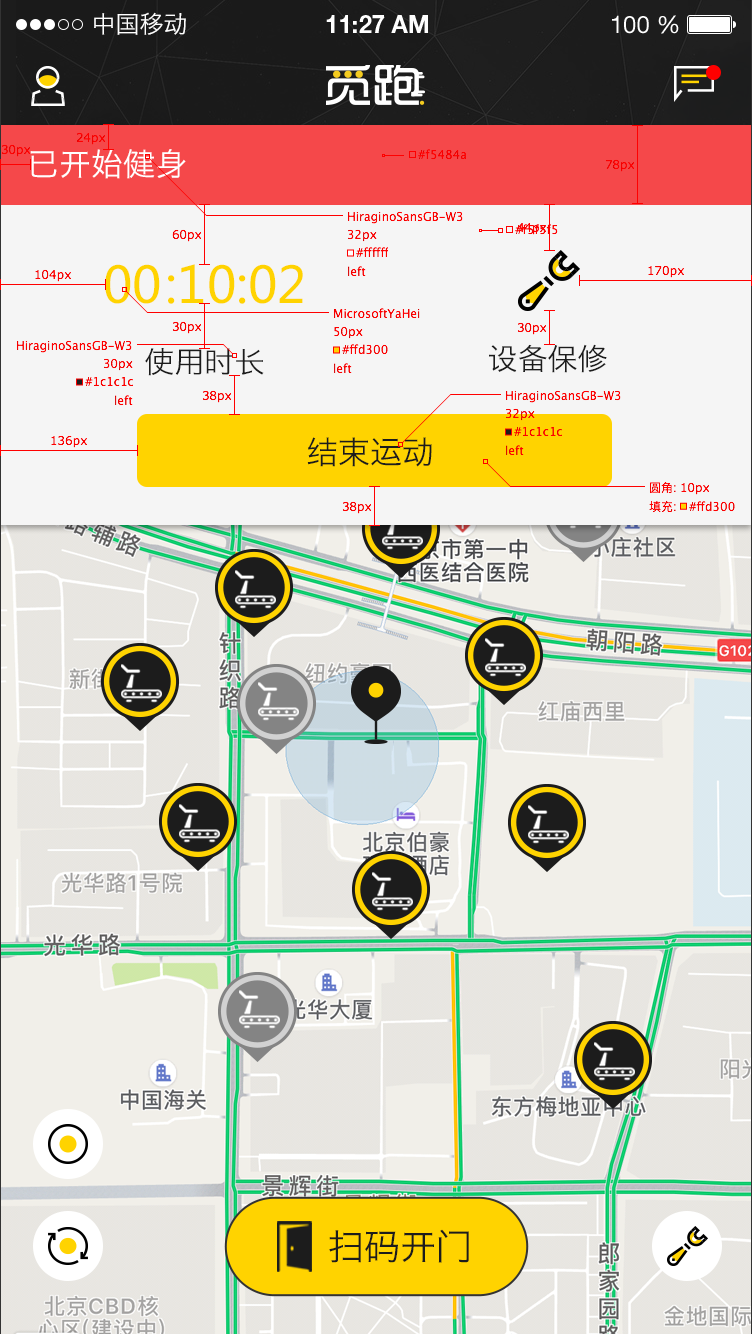 中国移动
11:27 AM
100 %
觅跑
24px
30px
已开始健身
#f5484a
78px
HiraginoSansGB-W3
32px
#ffffff
left
60px
44px
#f5f5f5
104px
00:10:02
170px
MicrosoftYaHei
50px
#ffd300
left
30px
30px
HiraginoSansGB-W3
30px
#1c1c1c
left
使用时长
设备保修
38px
HiraginoSansGB-W3
32px
#1c1c1c
left
136px
结束运动
圆角: 10px
填充: #ffd300
38px
路辅路
京市第一中
西医结合医院
小庄社区
针织路
朝阳路
G102
新街
纽约豪园
红庙西里
北京伯豪
酒店
光华路1号院
光华路
光华大厦
中国海关
东方梅地亚中心
阳光
景辉街
扫码开门
郎家园路
北京CBD核
心区(建设中)
金地国际